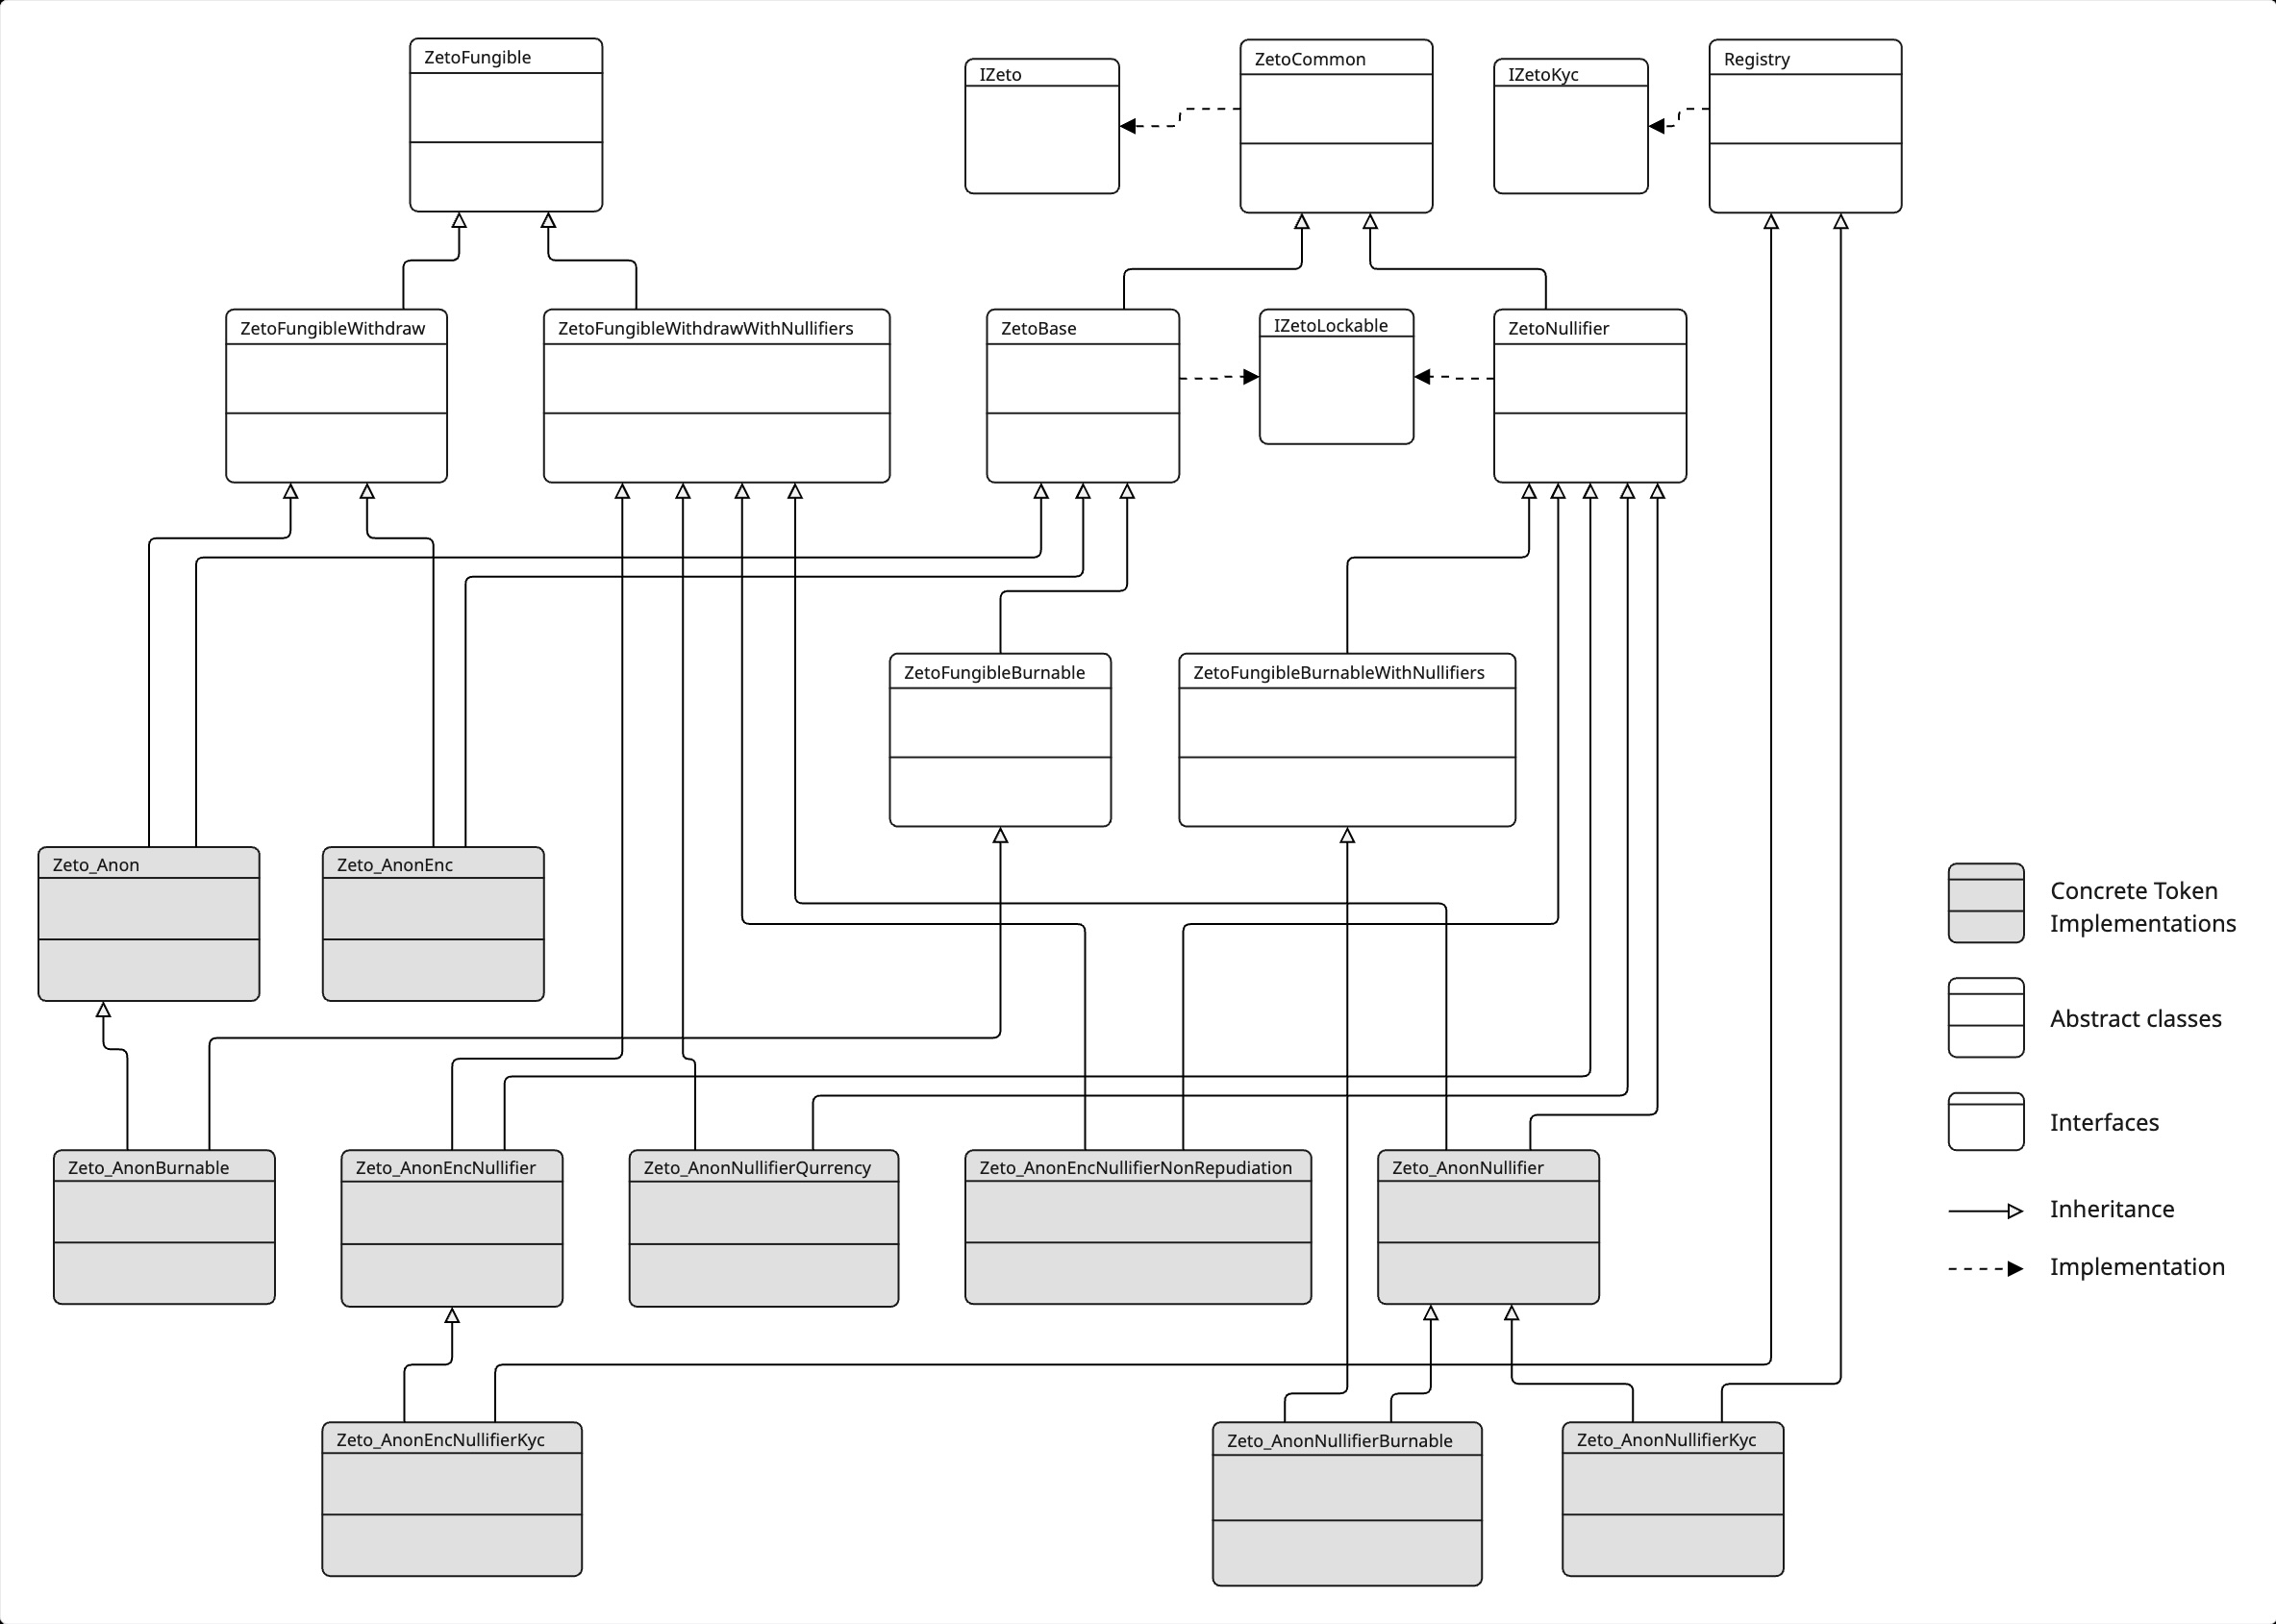 ZetoFungible
IZeto
ZetoCommon
IZetoKyc
Registry
ZetoFungibleWithdraw
ZetoFungibleWithdrawWithNullifiers
ZetoBase
IZetoLockable
ZetoNullifier
ZetoFungibleBurnable
ZetoFungibleBurnableWithNullifiers
Zeto_Anon
Zeto_AnonEnc
Concrete Token
Implementations
Abstract classes
Interfaces
Inheritance
Implementation
Zeto_AnonBurnable
Zeto_AnonEncNullifier
Zeto_AnonNullifierQurrency
Zeto_AnonEncNullifierNonRepudiation
Zeto_AnonNullifier
Zeto_AnonEncNullifierKyc
Zeto_AnonNullifierBurnable
Zeto_AnonNullifierKyc